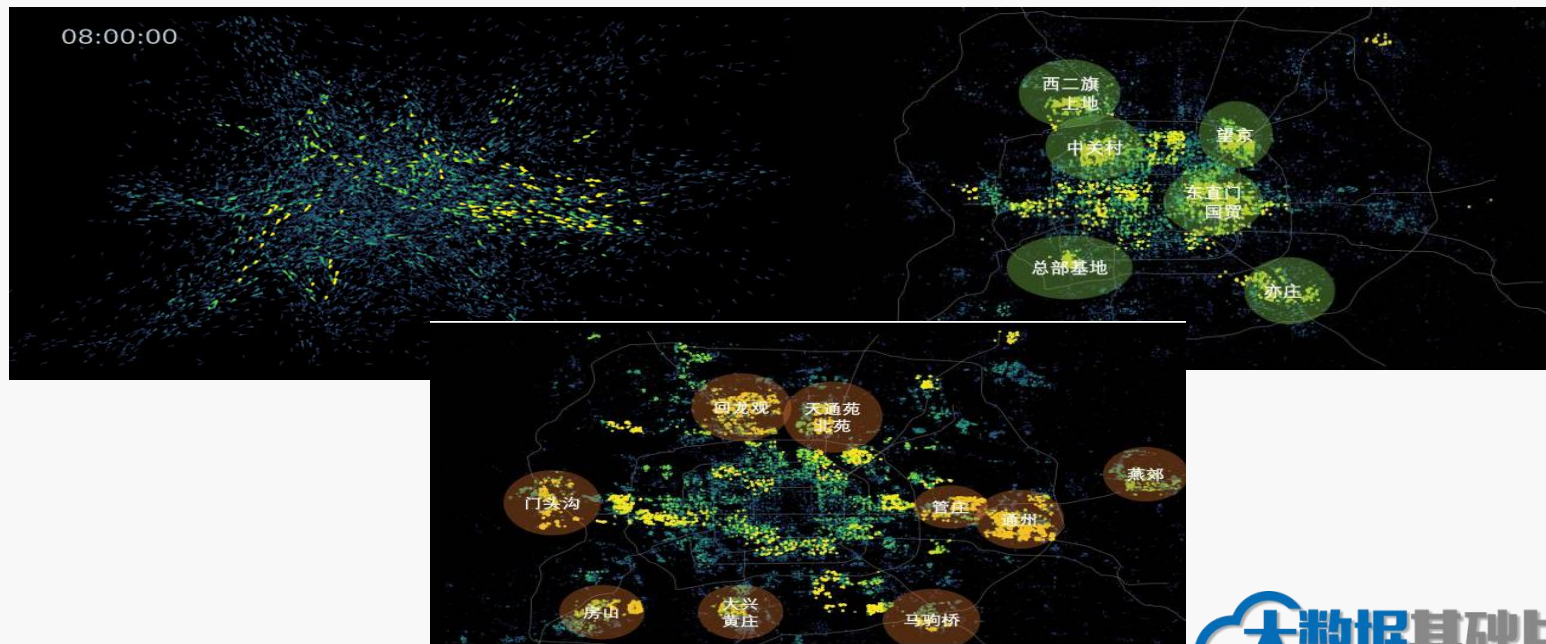 08:00:00
西二旗
上地
中关村
望京
东直门
国贸
总部基地
亦庄
回龙观
天通苑
北苑
门头沟
管庄
通州
燕郊
房山
大兴
黄庄
马驹桥
大数据基础